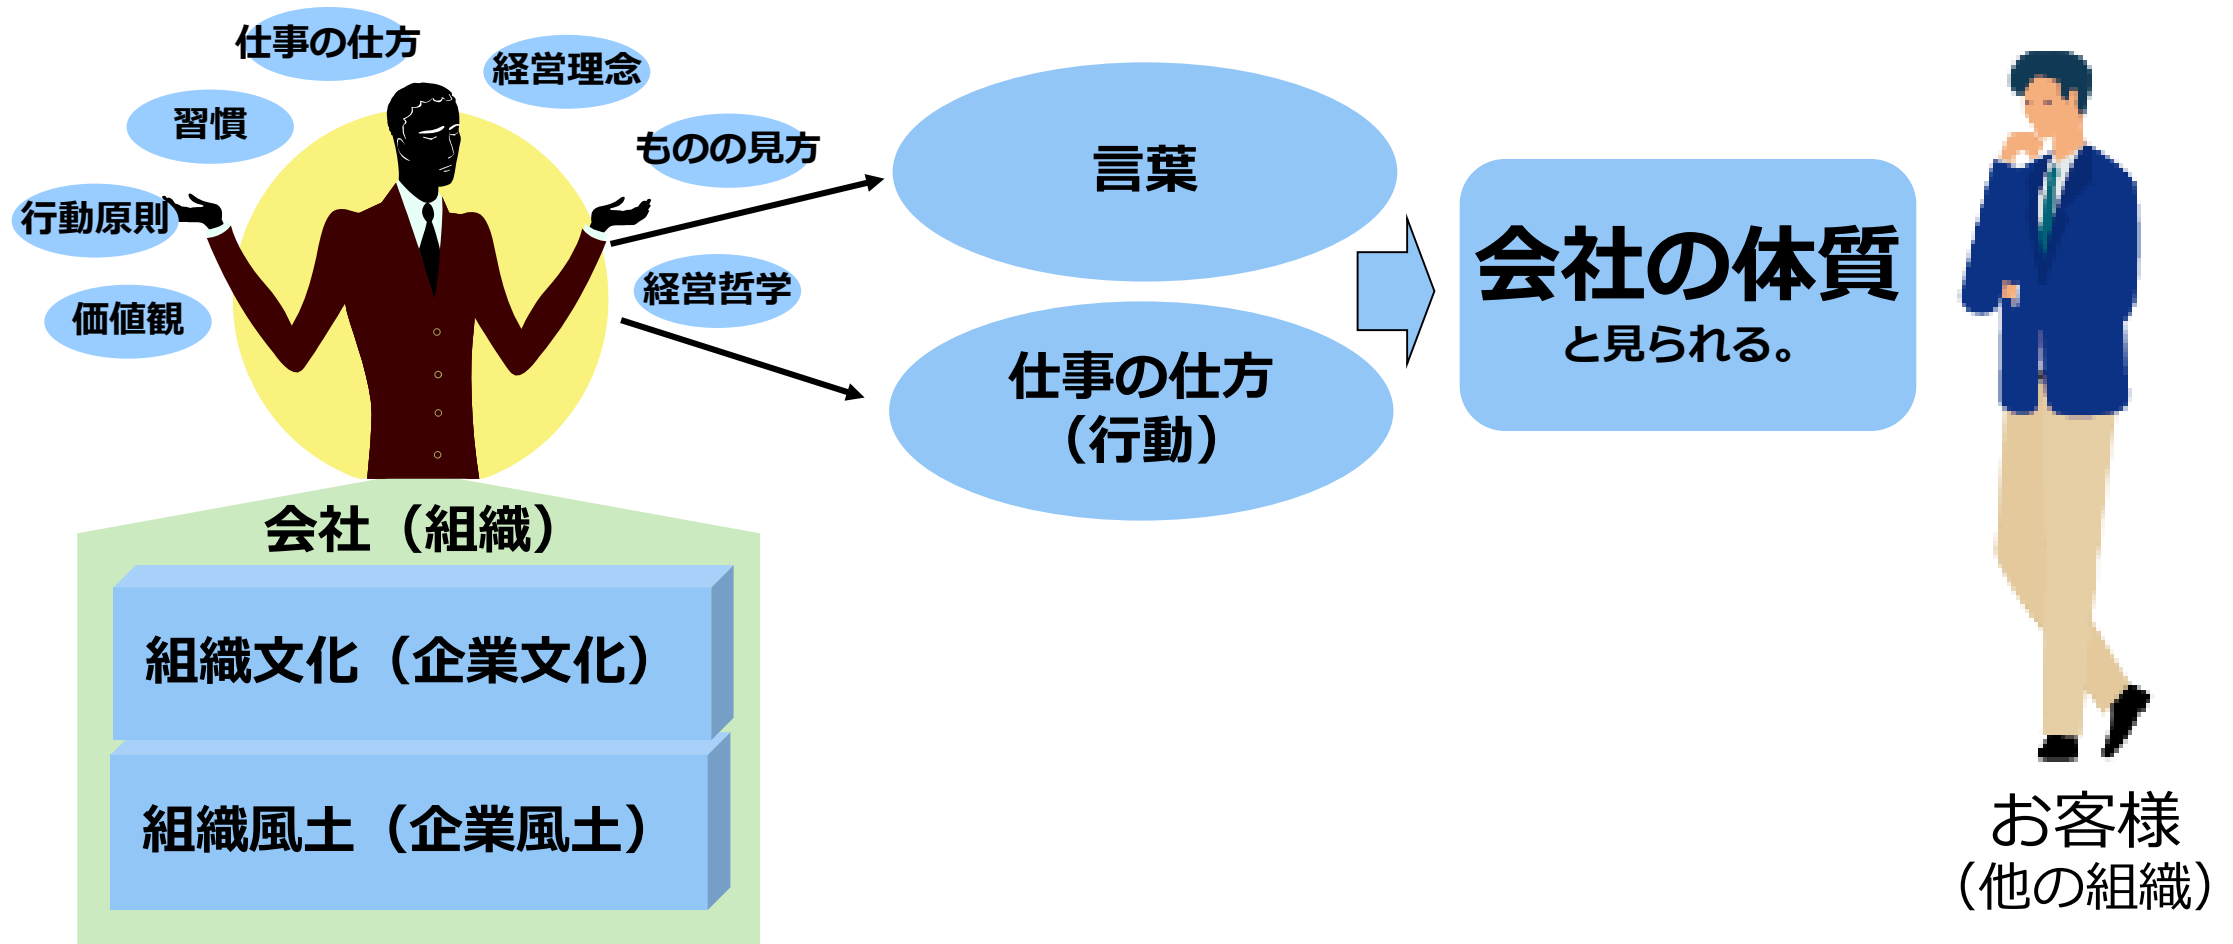 仕事の仕方
経営理念
習慣
ものの見方
行動原則
経営哲学
価値観
言葉
仕事の仕方
（行動）
会社の体質
と見られる。
会社（組織）
組織文化（企業文化）
組織風土（企業風土）
お客様
（他の組織）